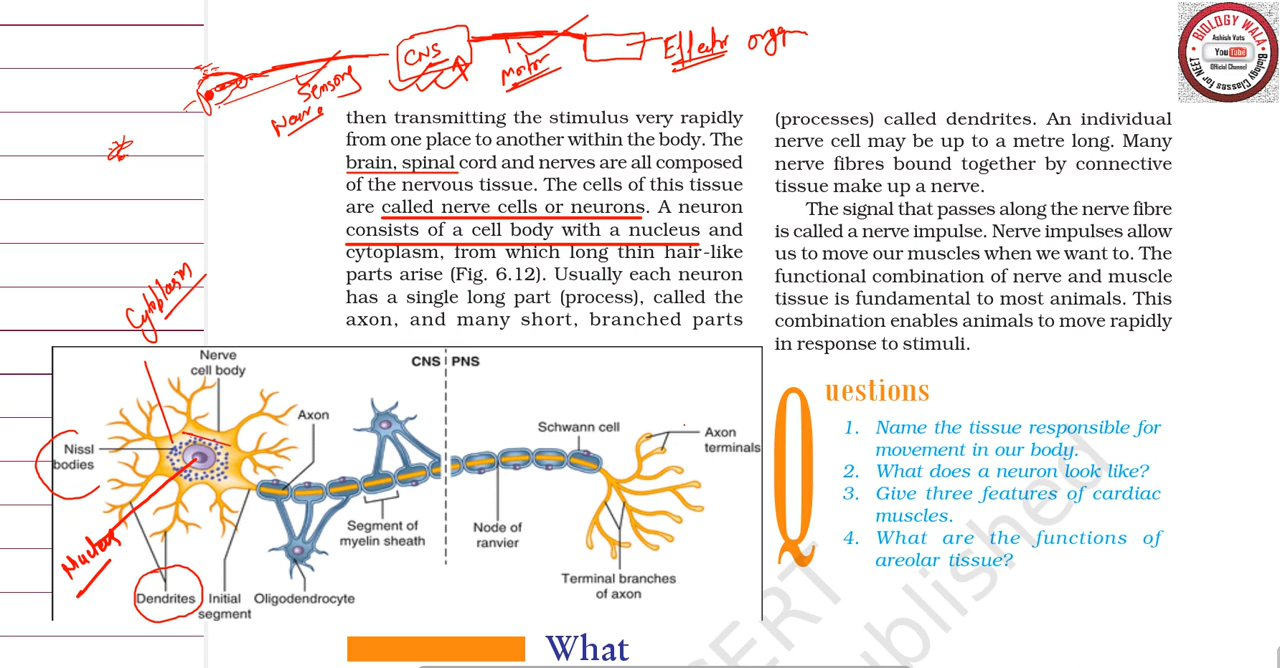 CNS
Sensory
Nerve
Motor
Effector organ
BIOLOGY WALA
Ashish Vats
You Tube
Official Channel
Biology Classes for NEET
then transmitting the stimulus very rapidly
from one place to another within the body. The
brain, spinal cord and nerves are all composed
of the nervous tissue. The cells of this tissue
are called nerve cells or neurons. A neuron
consists of a cell body with a nucleus and
cytoplasm, from which long thin hair-like
parts arise (Fig. 6.12). Usually each neuron
has a single long part (process), called the
axon, and many short, branched parts
(processes) called dendrites. An individual
nerve cell may be up to a metre long. Many
nerve fibres bound together by connective
tissue make up a nerve.
The signal that passes along the nerve fibre
is called a nerve impulse. Nerve impulses allow
us to move our muscles when we want to. The
functional combination of nerve and muscle
tissue is fundamental to most animals. This
combination enables animals to move rapidly
in response to stimuli.
Cytoplasm
Nerve
cell body
CNS PNS
Axon
Nissl
bodies
Schwann cell
Axon
terminals
Segment of
myelin sheath
Node of
ranvier
Nucleus
Dendrites
Initial
segment
Oligodendrocyte
Terminal branches
of axon
Questions
1. Name the tissue responsible for
movement in our body.
2. What does a neuron look like?
3. Give three features of cardiac
muscles.
4. What are the functions of
areolar tissue?
What